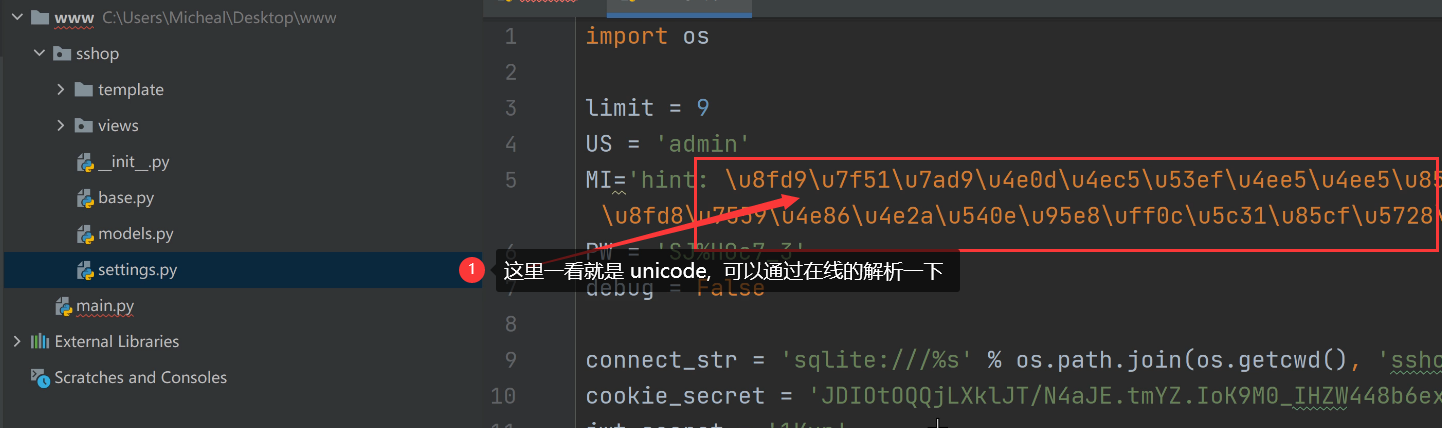 www C:\Users\Micheal\Desktop\www
sshop
template
views
__init__.py
base.py
models.py
settings.py
main.py
External Libraries
Scratches and Consoles
1 import os
2
3 limit = 9
4 US = 'admin'
5 MI='hint: \u8fd9\u7f51\u7ad9\u4e0d\u4ec5\u53ef\u4ee5\u4ee5\u85
\u8fd8\u7559\u4e86\u4e2a\u540e\u95e8\uff0c\u5c31\u85cf\u5728\
1 这里一看就是 unicode, 可以通过在线的解析一下
7 debug = False
8
9 connect_str = 'sqlite:///%s' % os.path.join(os.getcwd(), 'ssho
10 cookie_secret = 'JDIOtOQQjLXklJT/N4aJE.tmYZ.IoK9M0_IHZW448b6ex